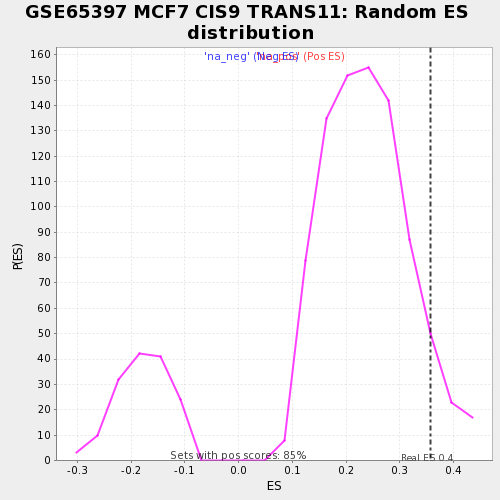 GSE65397 MCF7 CIS9 TRANS11: Random ES
distribution
'na_neg' (Neg ES) 'na_pos' (Pos ES)
160
150
140
130
120
110
100
90
80
70
60
50
40
30
20
10
0
P(ES)
Sets with pos scores: 85%
Real ES 0.4
-0.3 -0.2 -0.1 0.0 0.1 0.2 0.3 0.4
ES